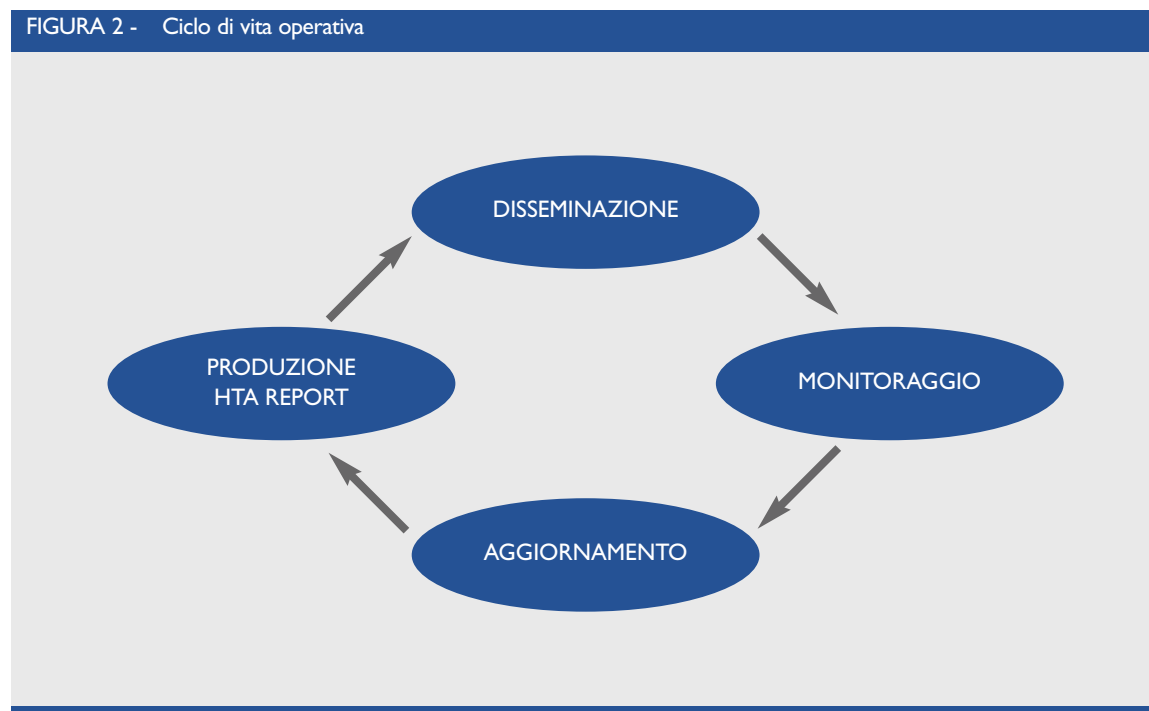 FIGURA 2 - Ciclo di vita operativa
DISSEMINAZIONE
PRODUZIONE
HTA REPORT
MONITORAGGIO
AGGIORNAMENTO